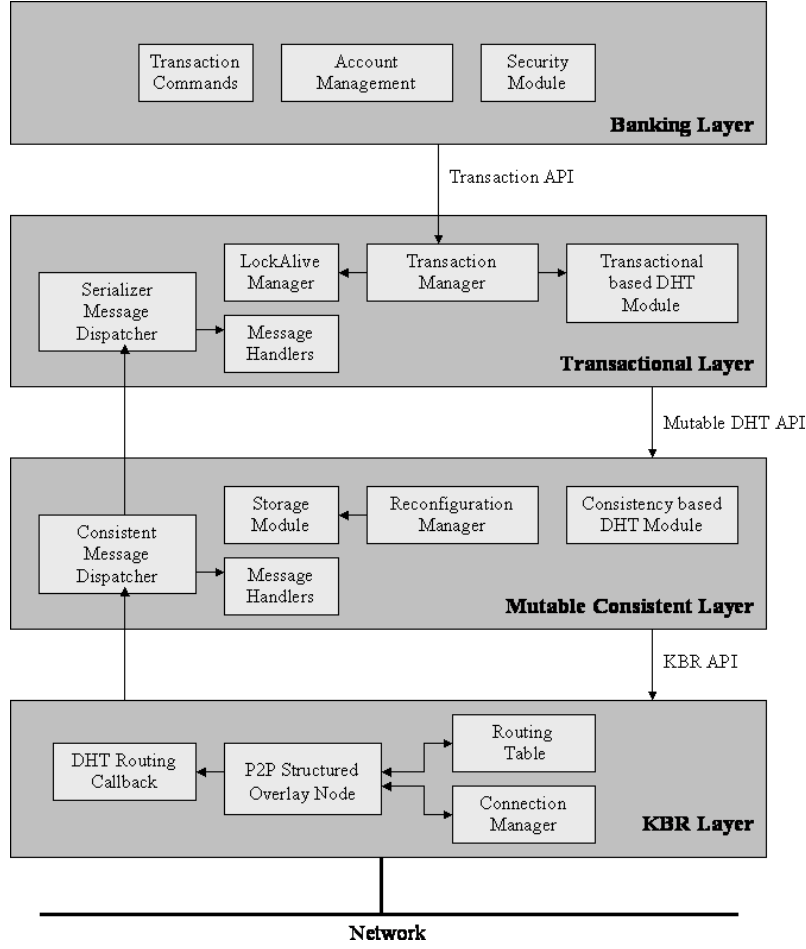 Transaction
Commands
Account
Management
Security
Module
Banking Layer
Transaction API
LockAlive
Manager
Transaction
Manager
Transactional
based DHT
Module
Serializer
Message
Dispatcher
Message
Handlers
Transactional Layer
Mutable DHT API
Storage
Module
Reconfiguration
Manager
Consistency based
DHT Module
Consistent
Message
Dispatcher
Message
Handlers
Mutable Consistent Layer
KBR API
DHT Routing
Callback
P2P Structured
Overlay Node
Routing
Table
Connection
Manager
KBR Layer
Network